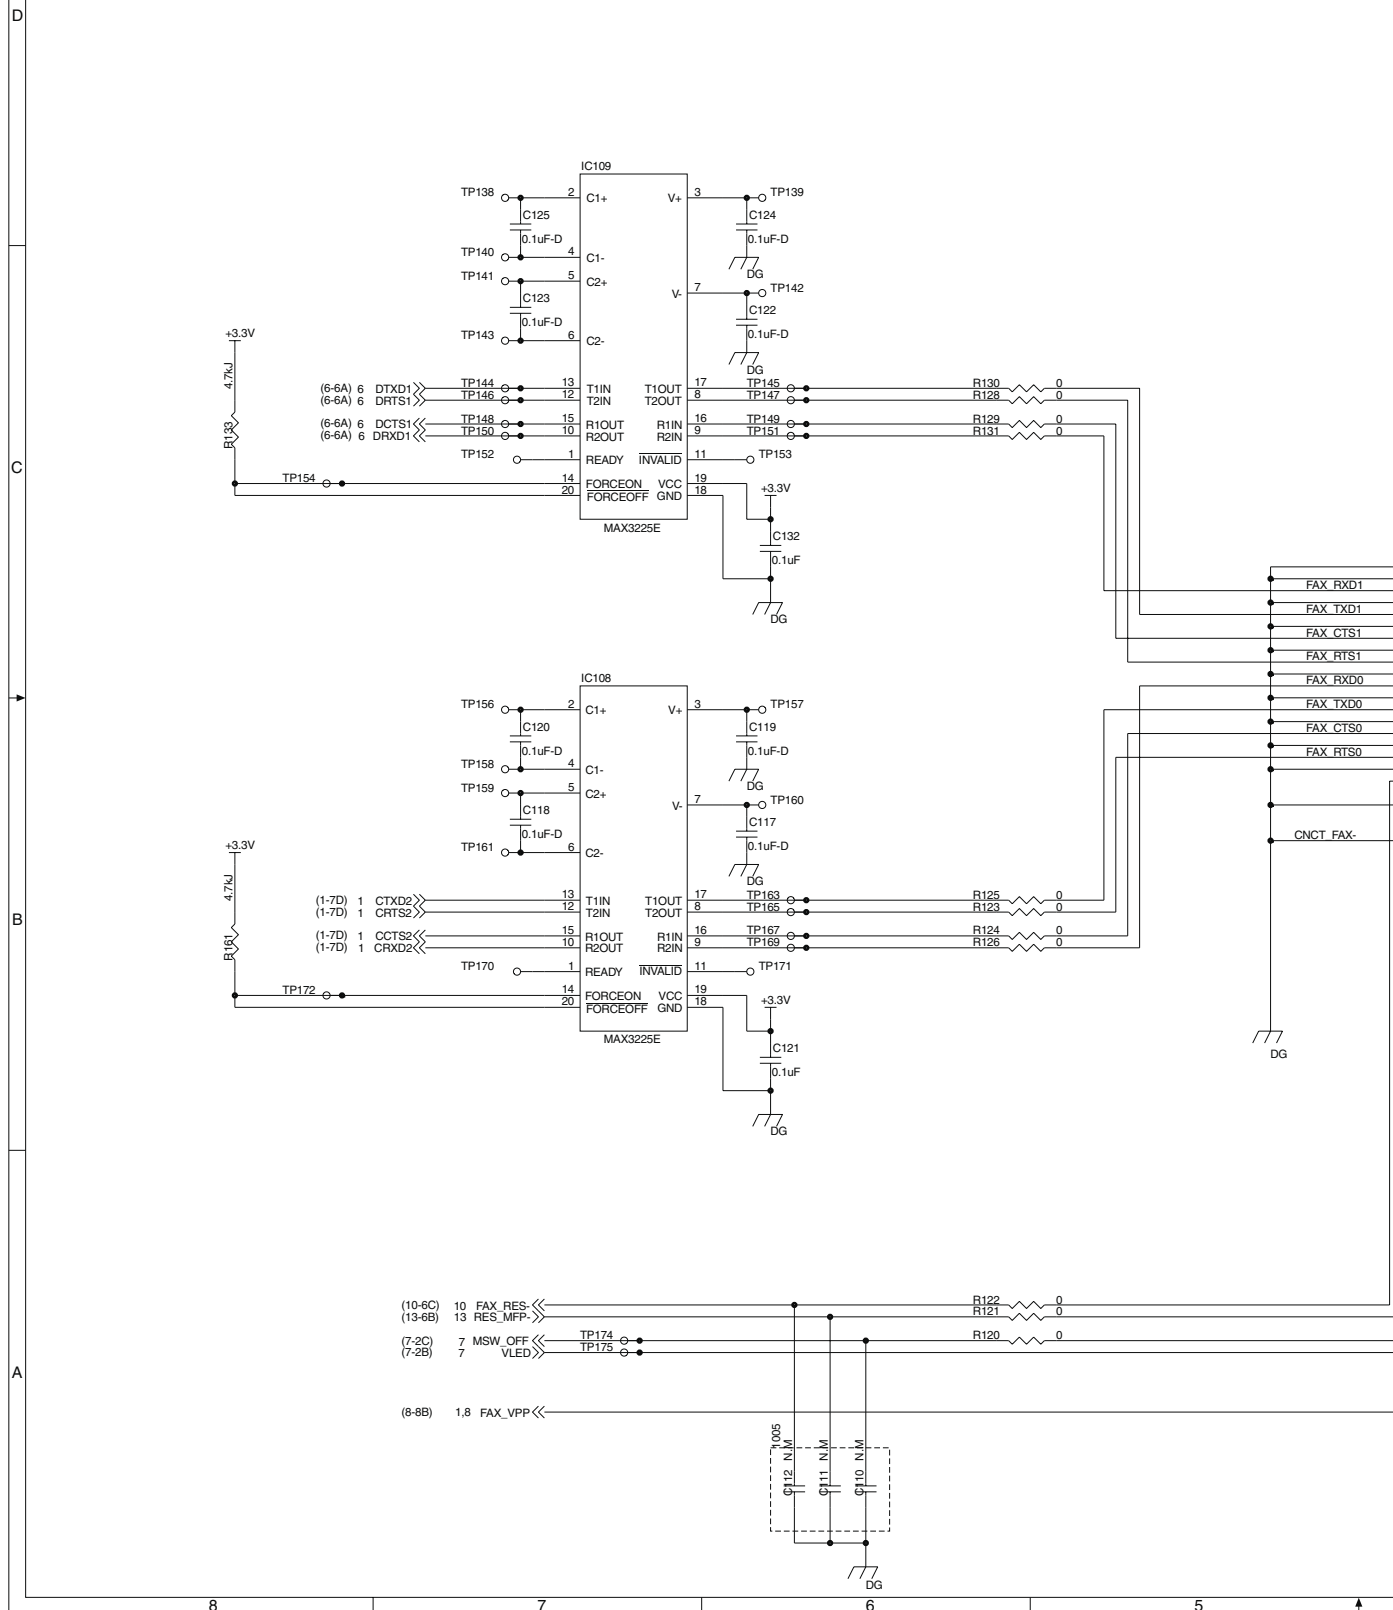 D
IC109
TP138 2 C1+ V+ 3 TP139
C125 C124
0.1uF-D 0.1uF-D
TP140 4 C1-
DG
TP141 5 C2+
V- 7 TP142
C123 C122
0.1uF-D 0.1uF-D
+3.3V
TP143 6 C2-
DG
4.7kJ
(6-6A) 6 DTXD1 TP144 13 T1IN T1OUT 17 TP145 R130 0
(6-6A) 6 DRTS1 TP146 12 T2IN T2OUT 8 TP147 R128 0
(6-6A) 6 DCTS1 TP148 15 R1OUT R1IN 16 TP149 R129 0
(6-6A) 6 DRXD1 TP150 10 R2OUT R2IN 9 TP151 R131 0
R133
TP152 1 READY INVALID 11 TP153
C
TP154 14 FORCEON VCC 19
20 FORCEOFF GND 18
+3.3V
MAX3225E
C132
0.1uF
DG
FAX_RXD1
FAX_TXD1
FAX_CTS1
FAX_RTS1
FAX_RXD0
FAX_TXD0
FAX_CTS0
FAX_RTS0
CNCT_FAX-
DG
IC108
TP156 2 C1+ V+ 3 TP157
C120 C119
0.1uF-D 0.1uF-D
TP158 4 C1-
DG
TP159 5 C2+
V- 7 TP160
C118 C117
0.1uF-D 0.1uF-D
+3.3V
TP161 6 C2-
DG
4.7kJ
(1-7D) 1 CTXD2 13 T1IN T1OUT 17 TP163 R125 0
(1-7D) 1 CRTS2 12 T2IN T2OUT 8 TP165 R123 0
B
(1-7D) 1 CCTS2 15 R1OUT R1IN 16 TP167 R124 0
(1-7D) 1 CRXD2 10 R2OUT R2IN 9 TP169 R126 0
R161
TP170 1 READY INVALID 11 TP171
TP172 14 FORCEON VCC 19
20 FORCEOFF GND 18
+3.3V
MAX3225E
C121
0.1uF
DG
(10-6C) 10 FAX_RES- R122 0
(13-6B) 13 RES_MFP- R121 0
(7-2C) 7 MSW_OFF TP174 R120 0
(7-2B) 7 VLED TP175
A
(8-8B) 1,8 FAX_VPP
1005
C112 N.M
C111 N.M
C110 N.M
DG
8 7 6 5